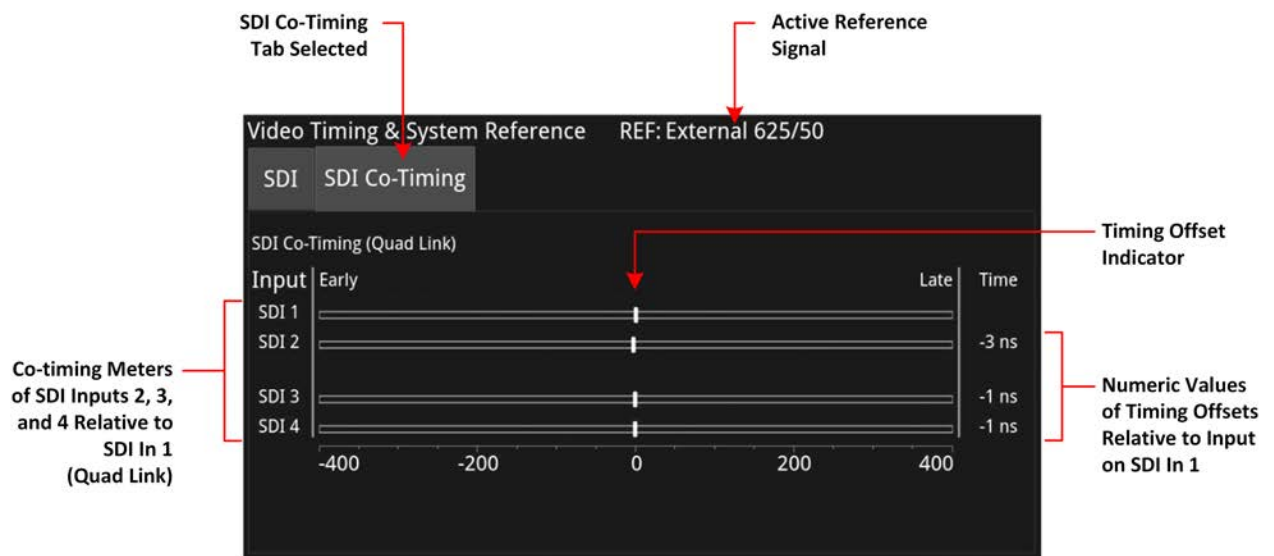 SDI Co-Timing
Tab Selected
Active Reference
Signal
Video Timing & System Reference REF: External 625/50
SDI SDI Co-Timing
SDI Co-Timing (Quad Link)
Timing Offset
Indicator
Input Early Late Time
SDI 1
SDI 2 -3 ns
SDI 3 -1 ns
SDI 4 -1 ns
-400 -200 0 200 400
Co-timing Meters
of SDI Inputs 2, 3,
and 4 Relative to
SDI In 1
(Quad Link)
Numeric Values
of Timing Offsets
Relative to Input
on SDI In 1